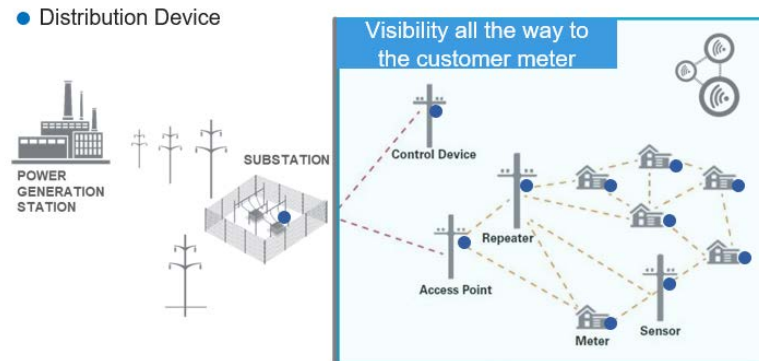 Distribution Device
Visibility all the way to
the customer meter
Control Device
SUBSTATION
POWER
GENERATION
STATION
Repeater
Access Point
Meter
Sensor